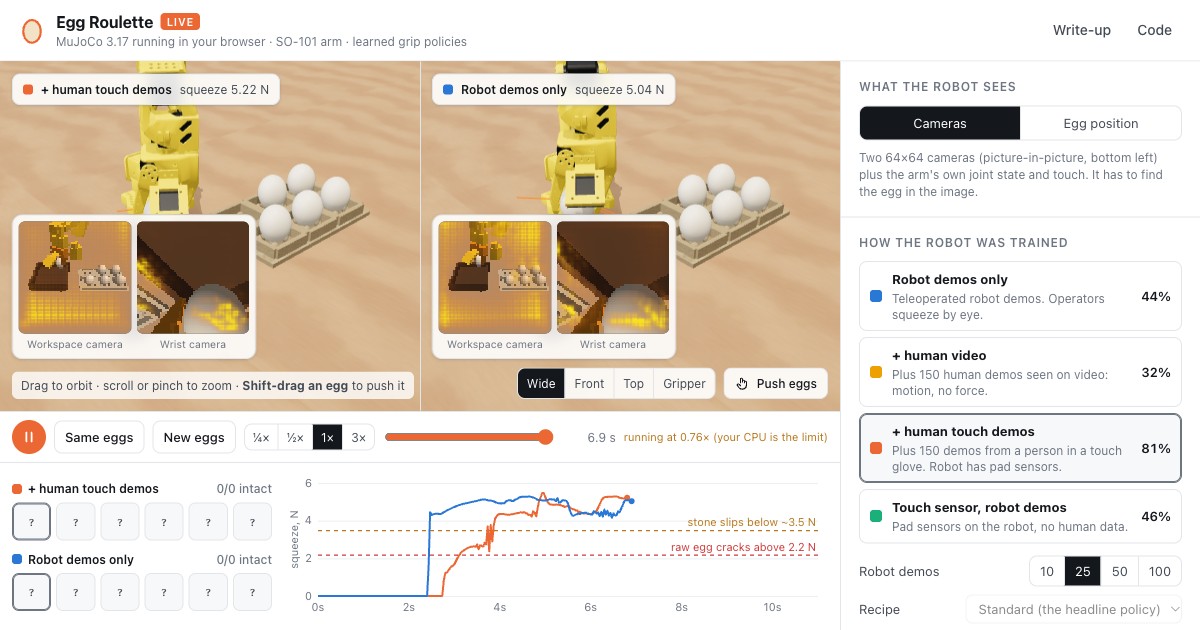 Egg Roulette LIVE
MuJoCo 3.17 running in your browser · SO-101 arm · learned grip policies
Write-up
Code
+ human touch demos squeeze 5.22 N
Robot demos only squeeze 5.04 N
Workspace camera
Wrist camera
Workspace camera
Wrist camera
Drag to orbit · scroll or pinch to zoom · Shift-drag an egg to push it
Wide
Front
Top
Gripper
Push eggs
Same eggs
New eggs
¼×
½×
1×
3×
6.9 s
running at 0.76× (your CPU is the limit)
+ human touch demos
0/0 intact
? ? ? ? ? ?
Robot demos only
0/0 intact
? ? ? ? ? ?
squeeze, N
6
4
2
0
stone slips below ~3.5 N
raw egg cracks above 2.2 N
0s
2s
4s
6s
8s
10s
WHAT THE ROBOT SEES
Cameras
Egg position
Two 64×64 cameras (picture-in-picture, bottom left)
plus the arm's own joint state and touch. It has to find
the egg in the image.
HOW THE ROBOT WAS TRAINED
Robot demos only
Teleoperated robot demos. Operators
squeeze by eye.
44%
+ human video
Plus 150 human demos seen on video:
motion, no force.
32%
+ human touch demos
Plus 150 demos from a person in a touch
glove. Robot has pad sensors.
81%
Touch sensor, robot demos
Pad sensors on the robot, no human data.
46%
Robot demos
10
25
50
100
Recipe
Standard (the headline policy)